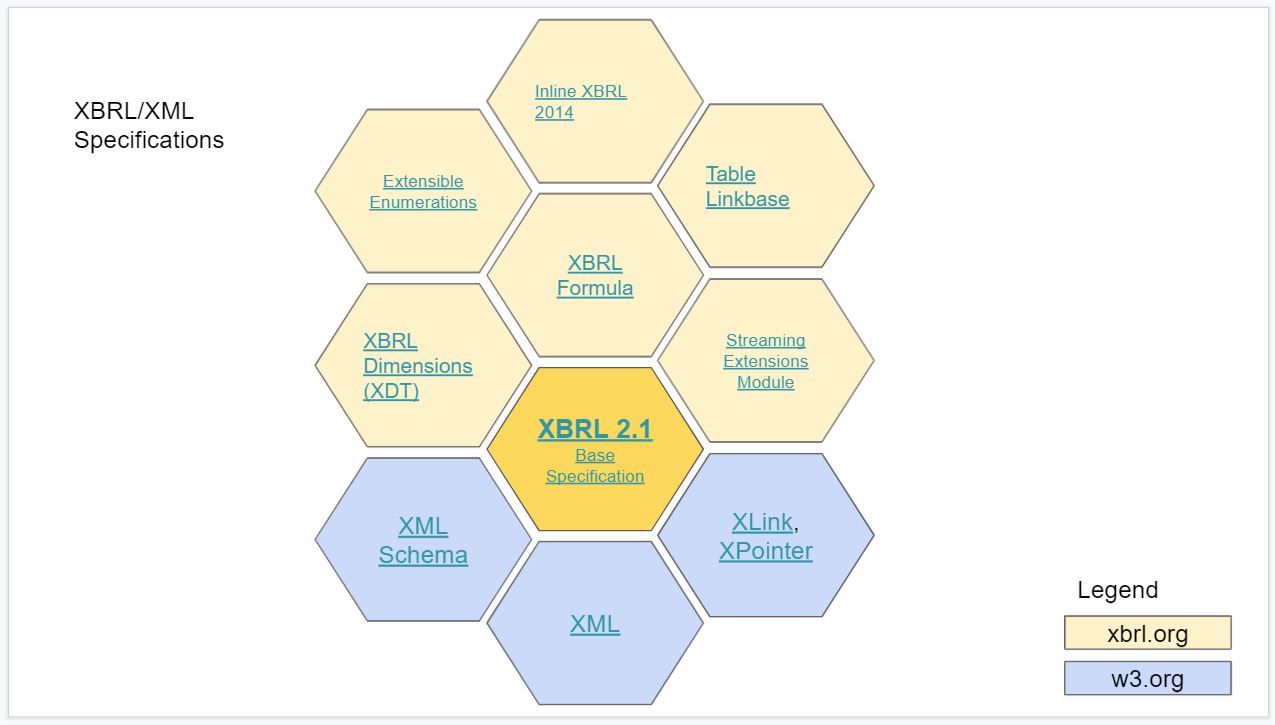 XBRL/XML
Specifications
Inline XBRL
2014
Extensible
Enumerations
Table
Linkbase
XBRL
Formula
XBRL
Dimensions
(XDT)
Streaming
Extensions
Module
XBRL 2.1
Base
Specification
XML
Schema
XLink,
XPointer
XML
Legend
xbrl.org
w3.org